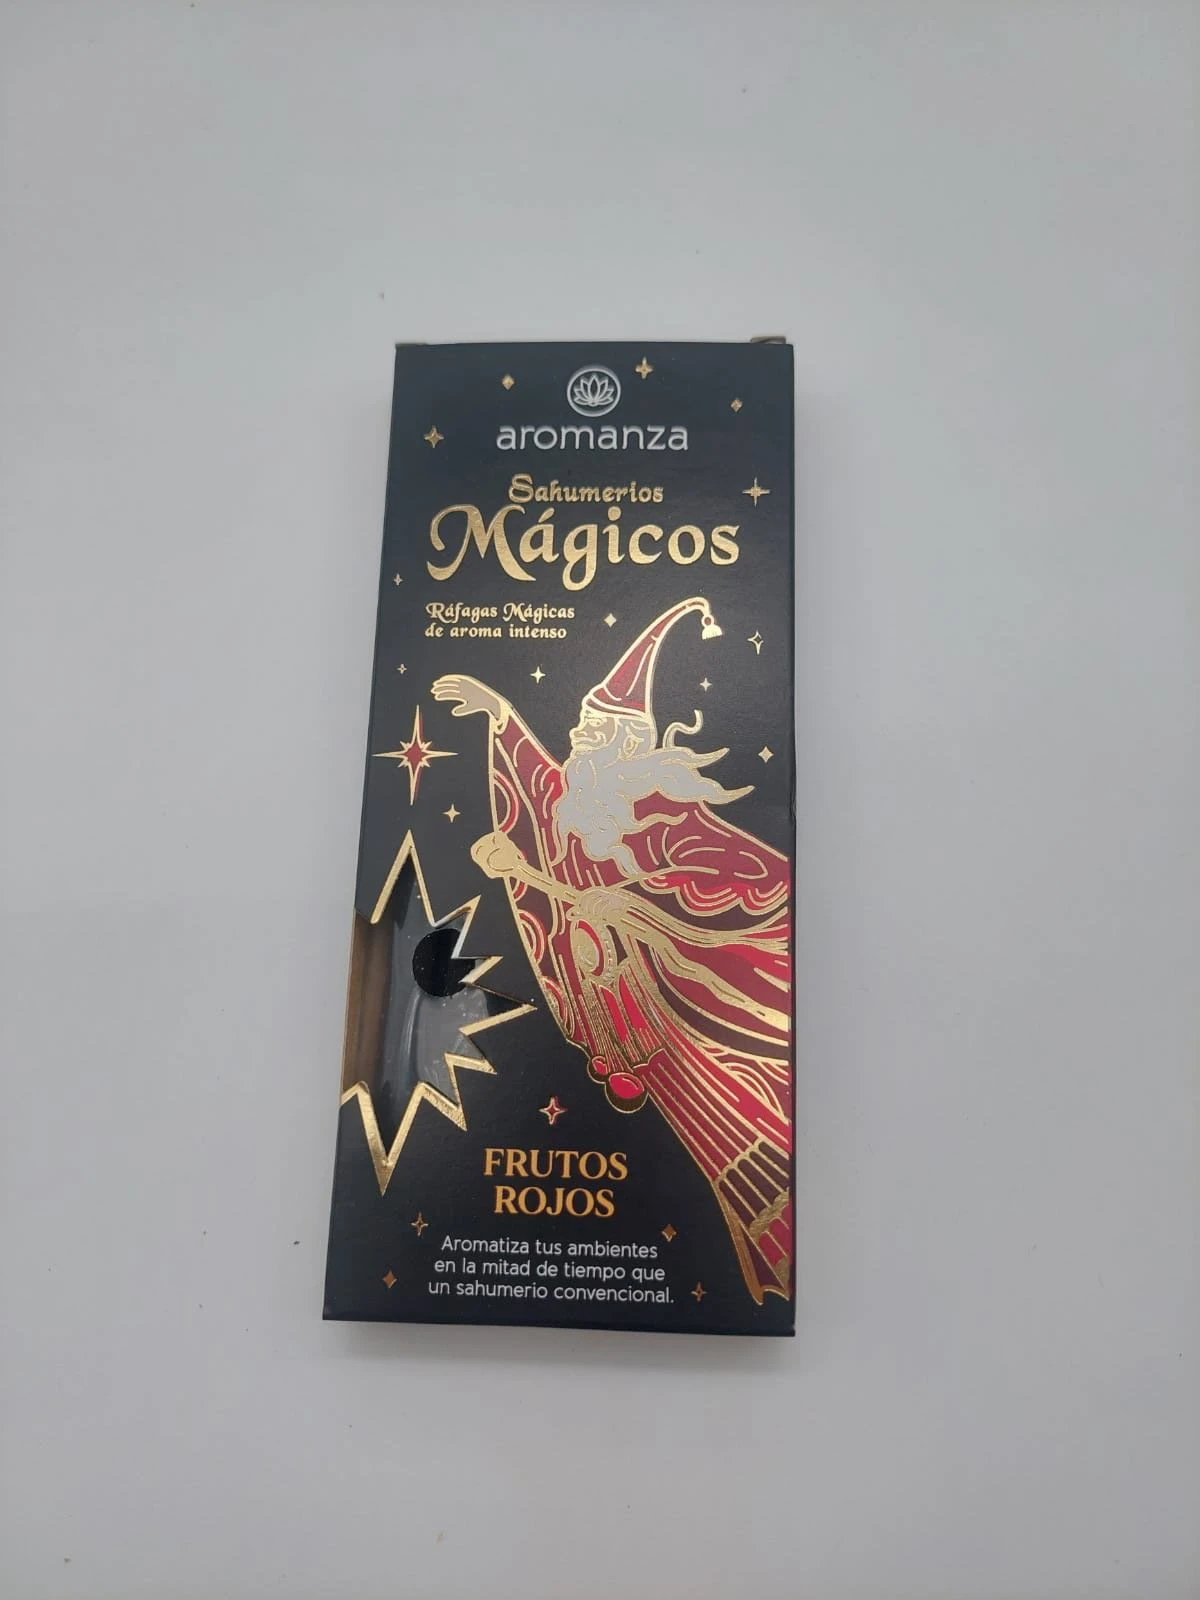 aromanza
Sahumerios
Mágicos
Ráfagas Mágicas
de aroma intenso
FRUTOS
ROJOS
Aromatiza tus ambientes
en la mitad de tiempo que
un sahumerio convencional.